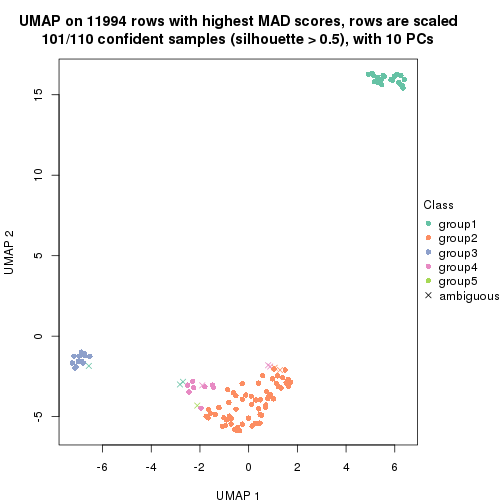 UMAP on 11994 rows with highest MAD scores, rows are scaled
101/110 confident samples (silhouette > 0.5), with 10 PCs
15
10
5
0
-5
UMAP 2
-6
-4
-2
0
2
4
6
UMAP 1
Class
group1
group2
group3
group4
group5
ambiguous